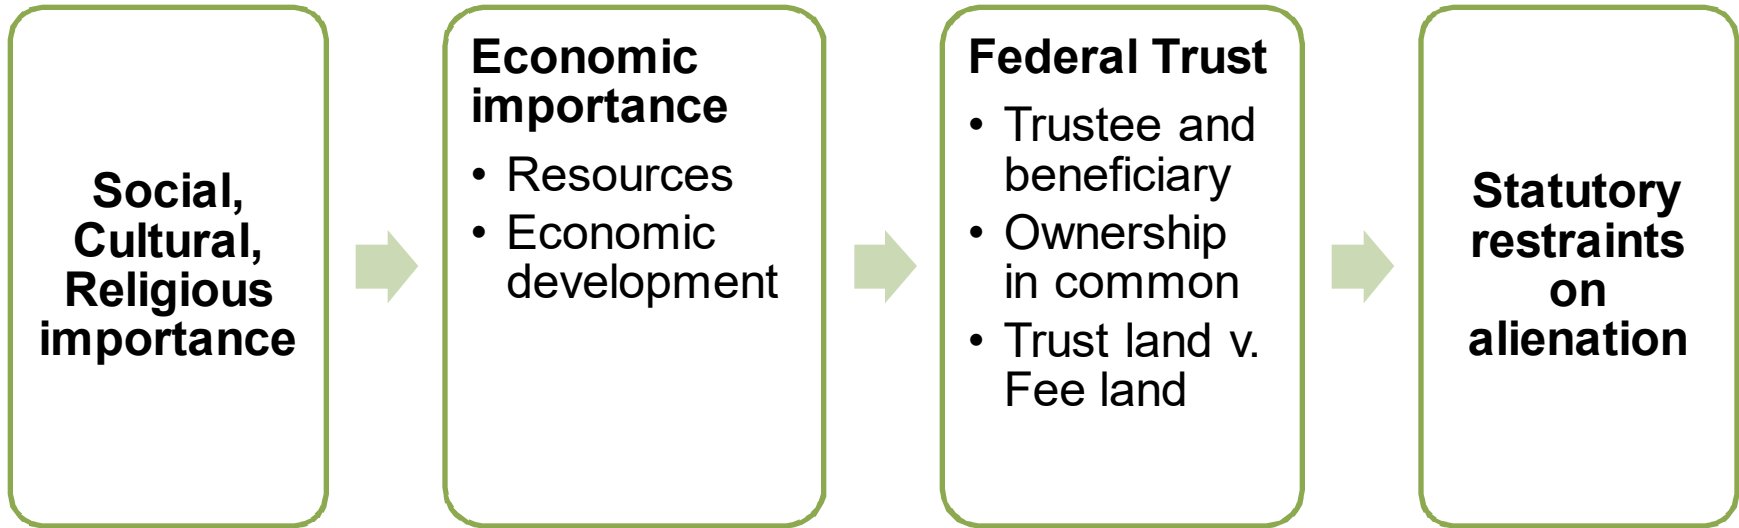 Social,
Cultural,
Religious
importance
Economic
importance
• Resources
• Economic
development
Federal Trust
• Trustee and
beneficiary
• Ownership
in common
• Trust land v.
Fee land
Statutory
restraints
on
alienation